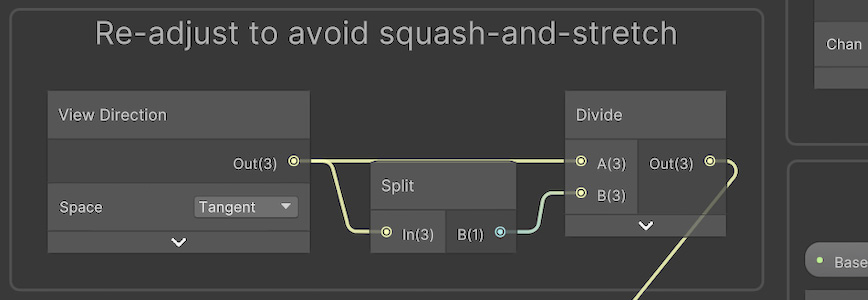 Re-adjust to avoid squash-and-stretch
View Direction
Out(3)
Space
Tangent
Split
In(3)
B(1)
Divide
A(3)
Out(3)
B(3)
Chan
Base